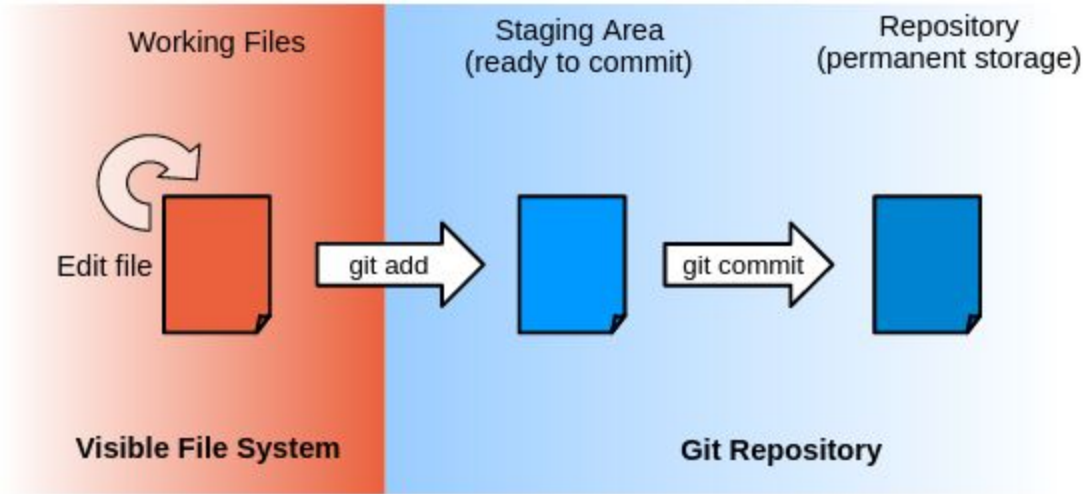 Working Files
Staging Area
(ready to commit)
Repository
(permanent storage)
Edit file
git add
git commit
Visible File System
Git Repository